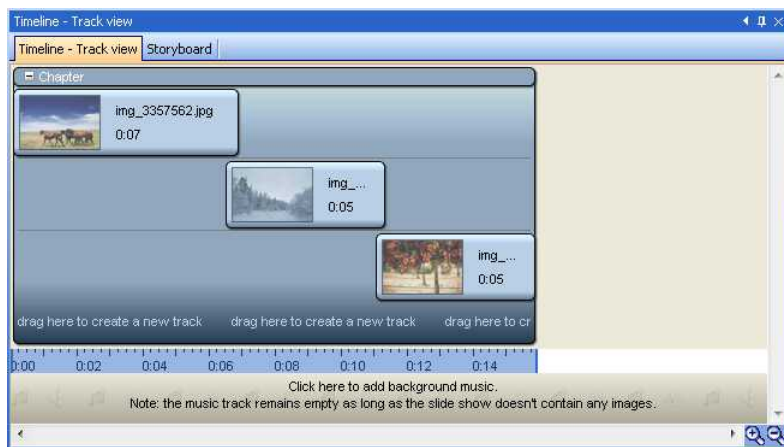 Timeline - Track view
Timeline - Track view Storyboard
Chapter
img_3357562.jpg
0:07
img_...
0:05
img_...
0:05
drag here to create a new track drag here to create a new track drag here to cr
0:00 0:02 0:04 0:06 0:08 0:10 0:12 0:14
Click here to add background music.
Note: the music track remains empty as long as the slide show doesn't contain any images.